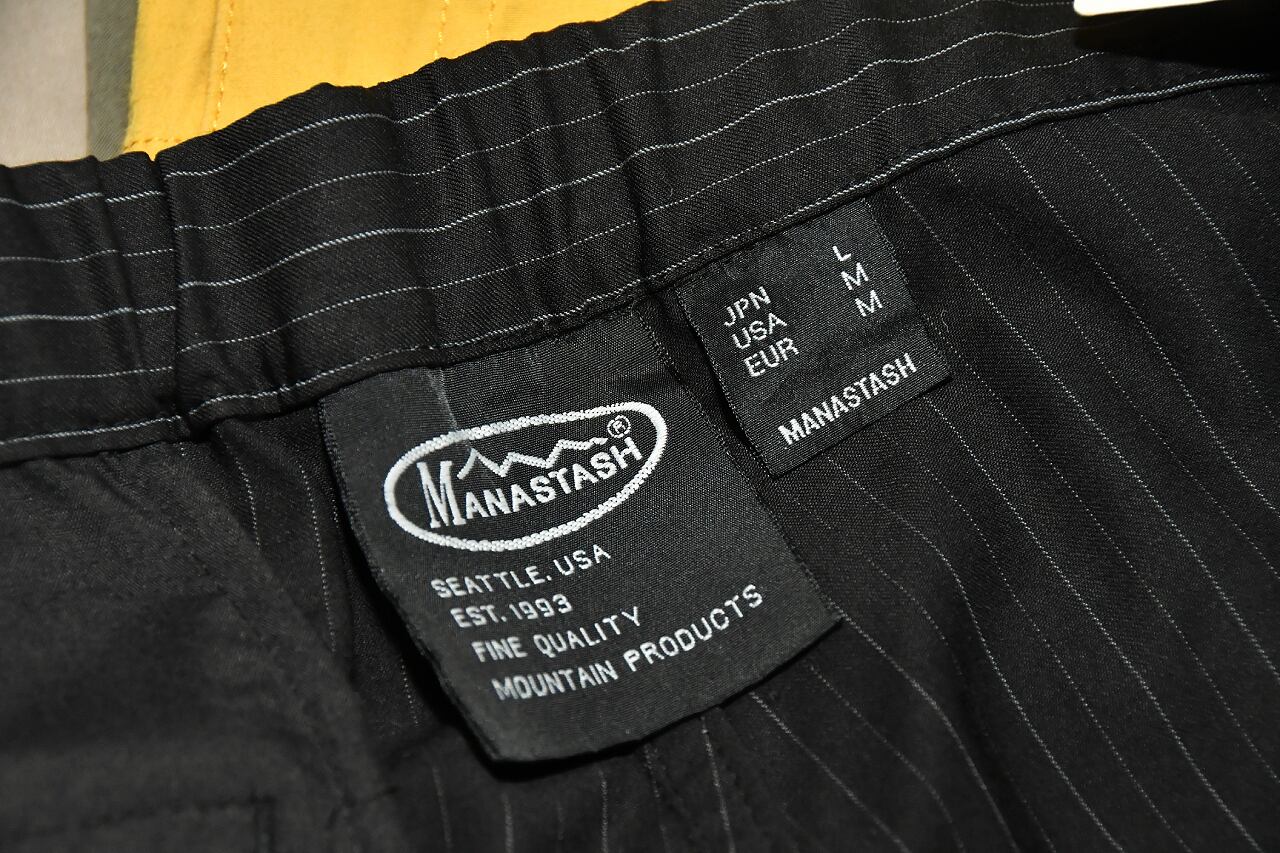 MANASTASH®
SEATTLE, USA
EST. 1993
FINE QUALITY
MOUNTAIN PRODUCTS
JPN L
USA M
EUR M
MANASTASH